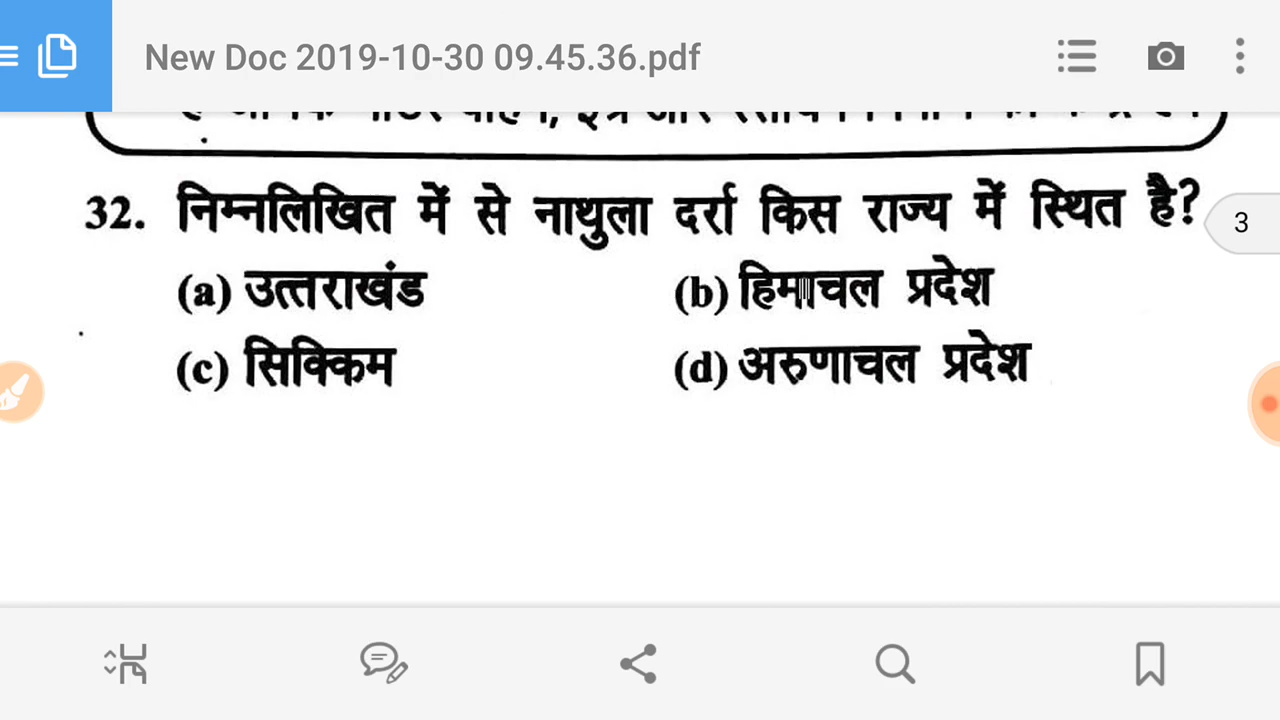 New Doc 2019-10-30 09.45.36.pdf
32. निम्नलिखित में से नाथुला दर्रा किस राज्य में स्थित है?
3
(a) उत्तराखंड (b) हिमाचल प्रदेश
(c) सिक्किम (d) अरुणाचल प्रदेश